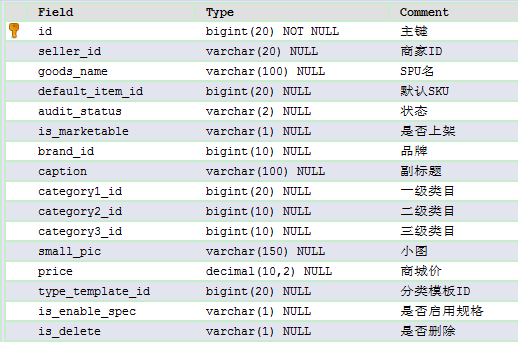 Field Type Comment
id bigint(20) NOT NULL 主键
seller_id varchar(20) NULL 商家ID
goods_name varchar(100) NULL SPU名
default_item_id bigint(20) NULL 默认SKU
audit_status varchar(2) NULL 状态
is_marketable varchar(1) NULL 是否上架
brand_id bigint(10) NULL 品牌
caption varchar(100) NULL 副标题
category1_id bigint(20) NULL 一级类目
category2_id bigint(10) NULL 二级类目
category3_id bigint(10) NULL 三级类目
small_pic varchar(150) NULL 小图
price decimal(10,2) NULL 商城价
type_template_id bigint(20) NULL 分类模板ID
is_enable_spec varchar(1) NULL 是否启用规格
is_delete varchar(1) NULL 是否删除